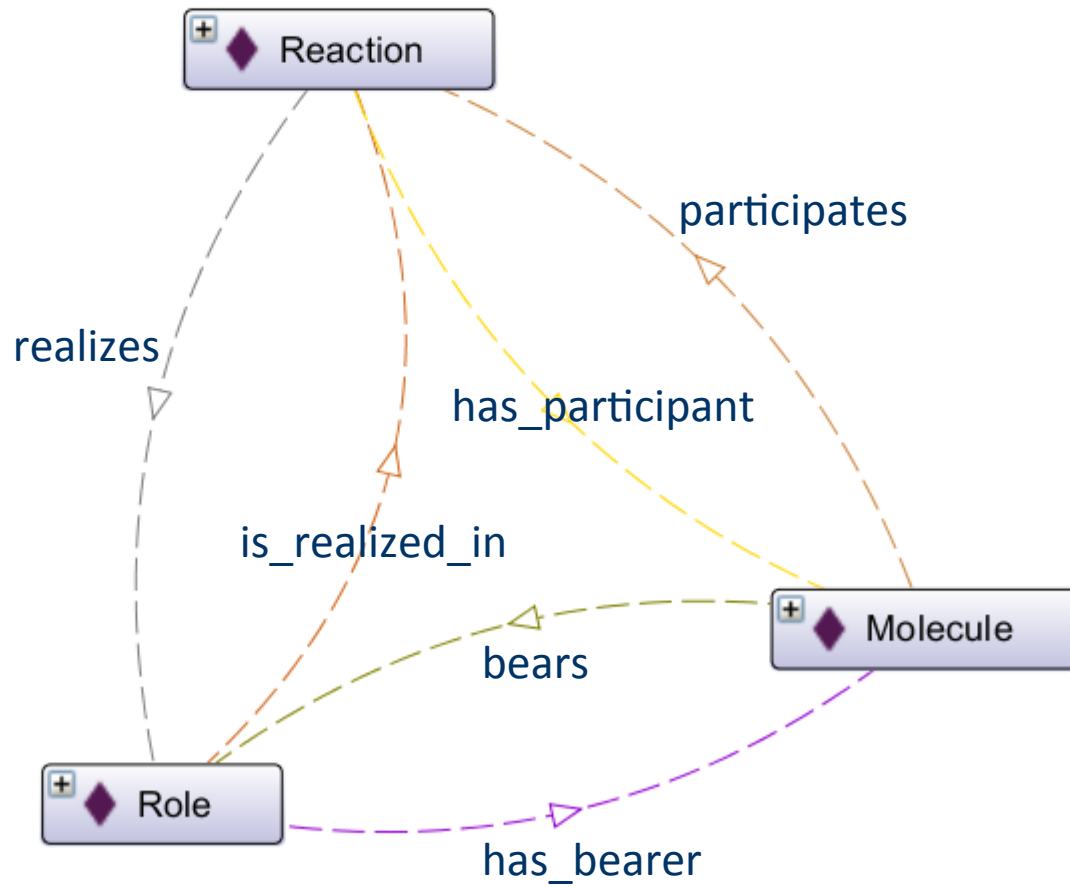 Reaction
participates
realizes
has_participant
is_realized_in
Molecule
bears
Role
has_bearer